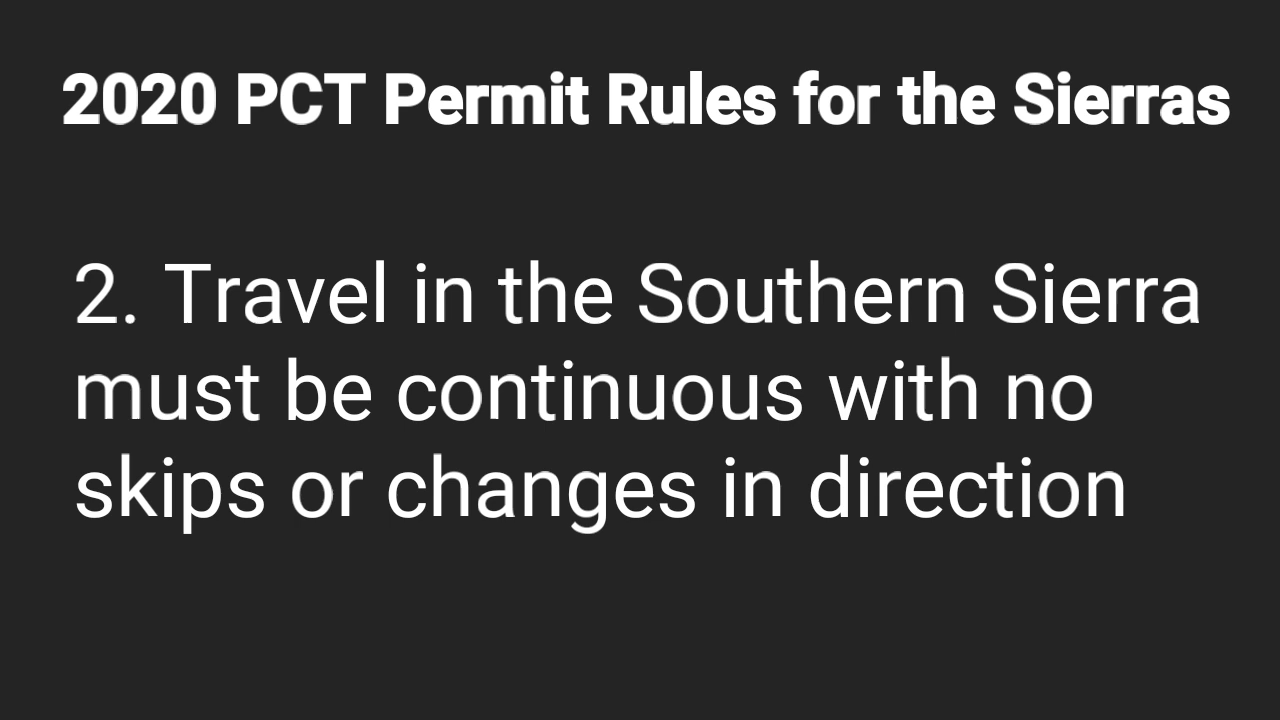 2020 PCT Permit Rules for the Sierras
2. Travel in the Southern Sierra
must be continuous with no
skips or changes in direction